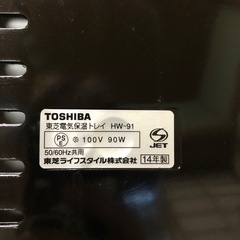 TOSHIBA
東芝電気保温トレイ HW-91
PS E 100V 90W
50/60Hz共用
東芝ライフスタイル株式会社
S JET
14年製